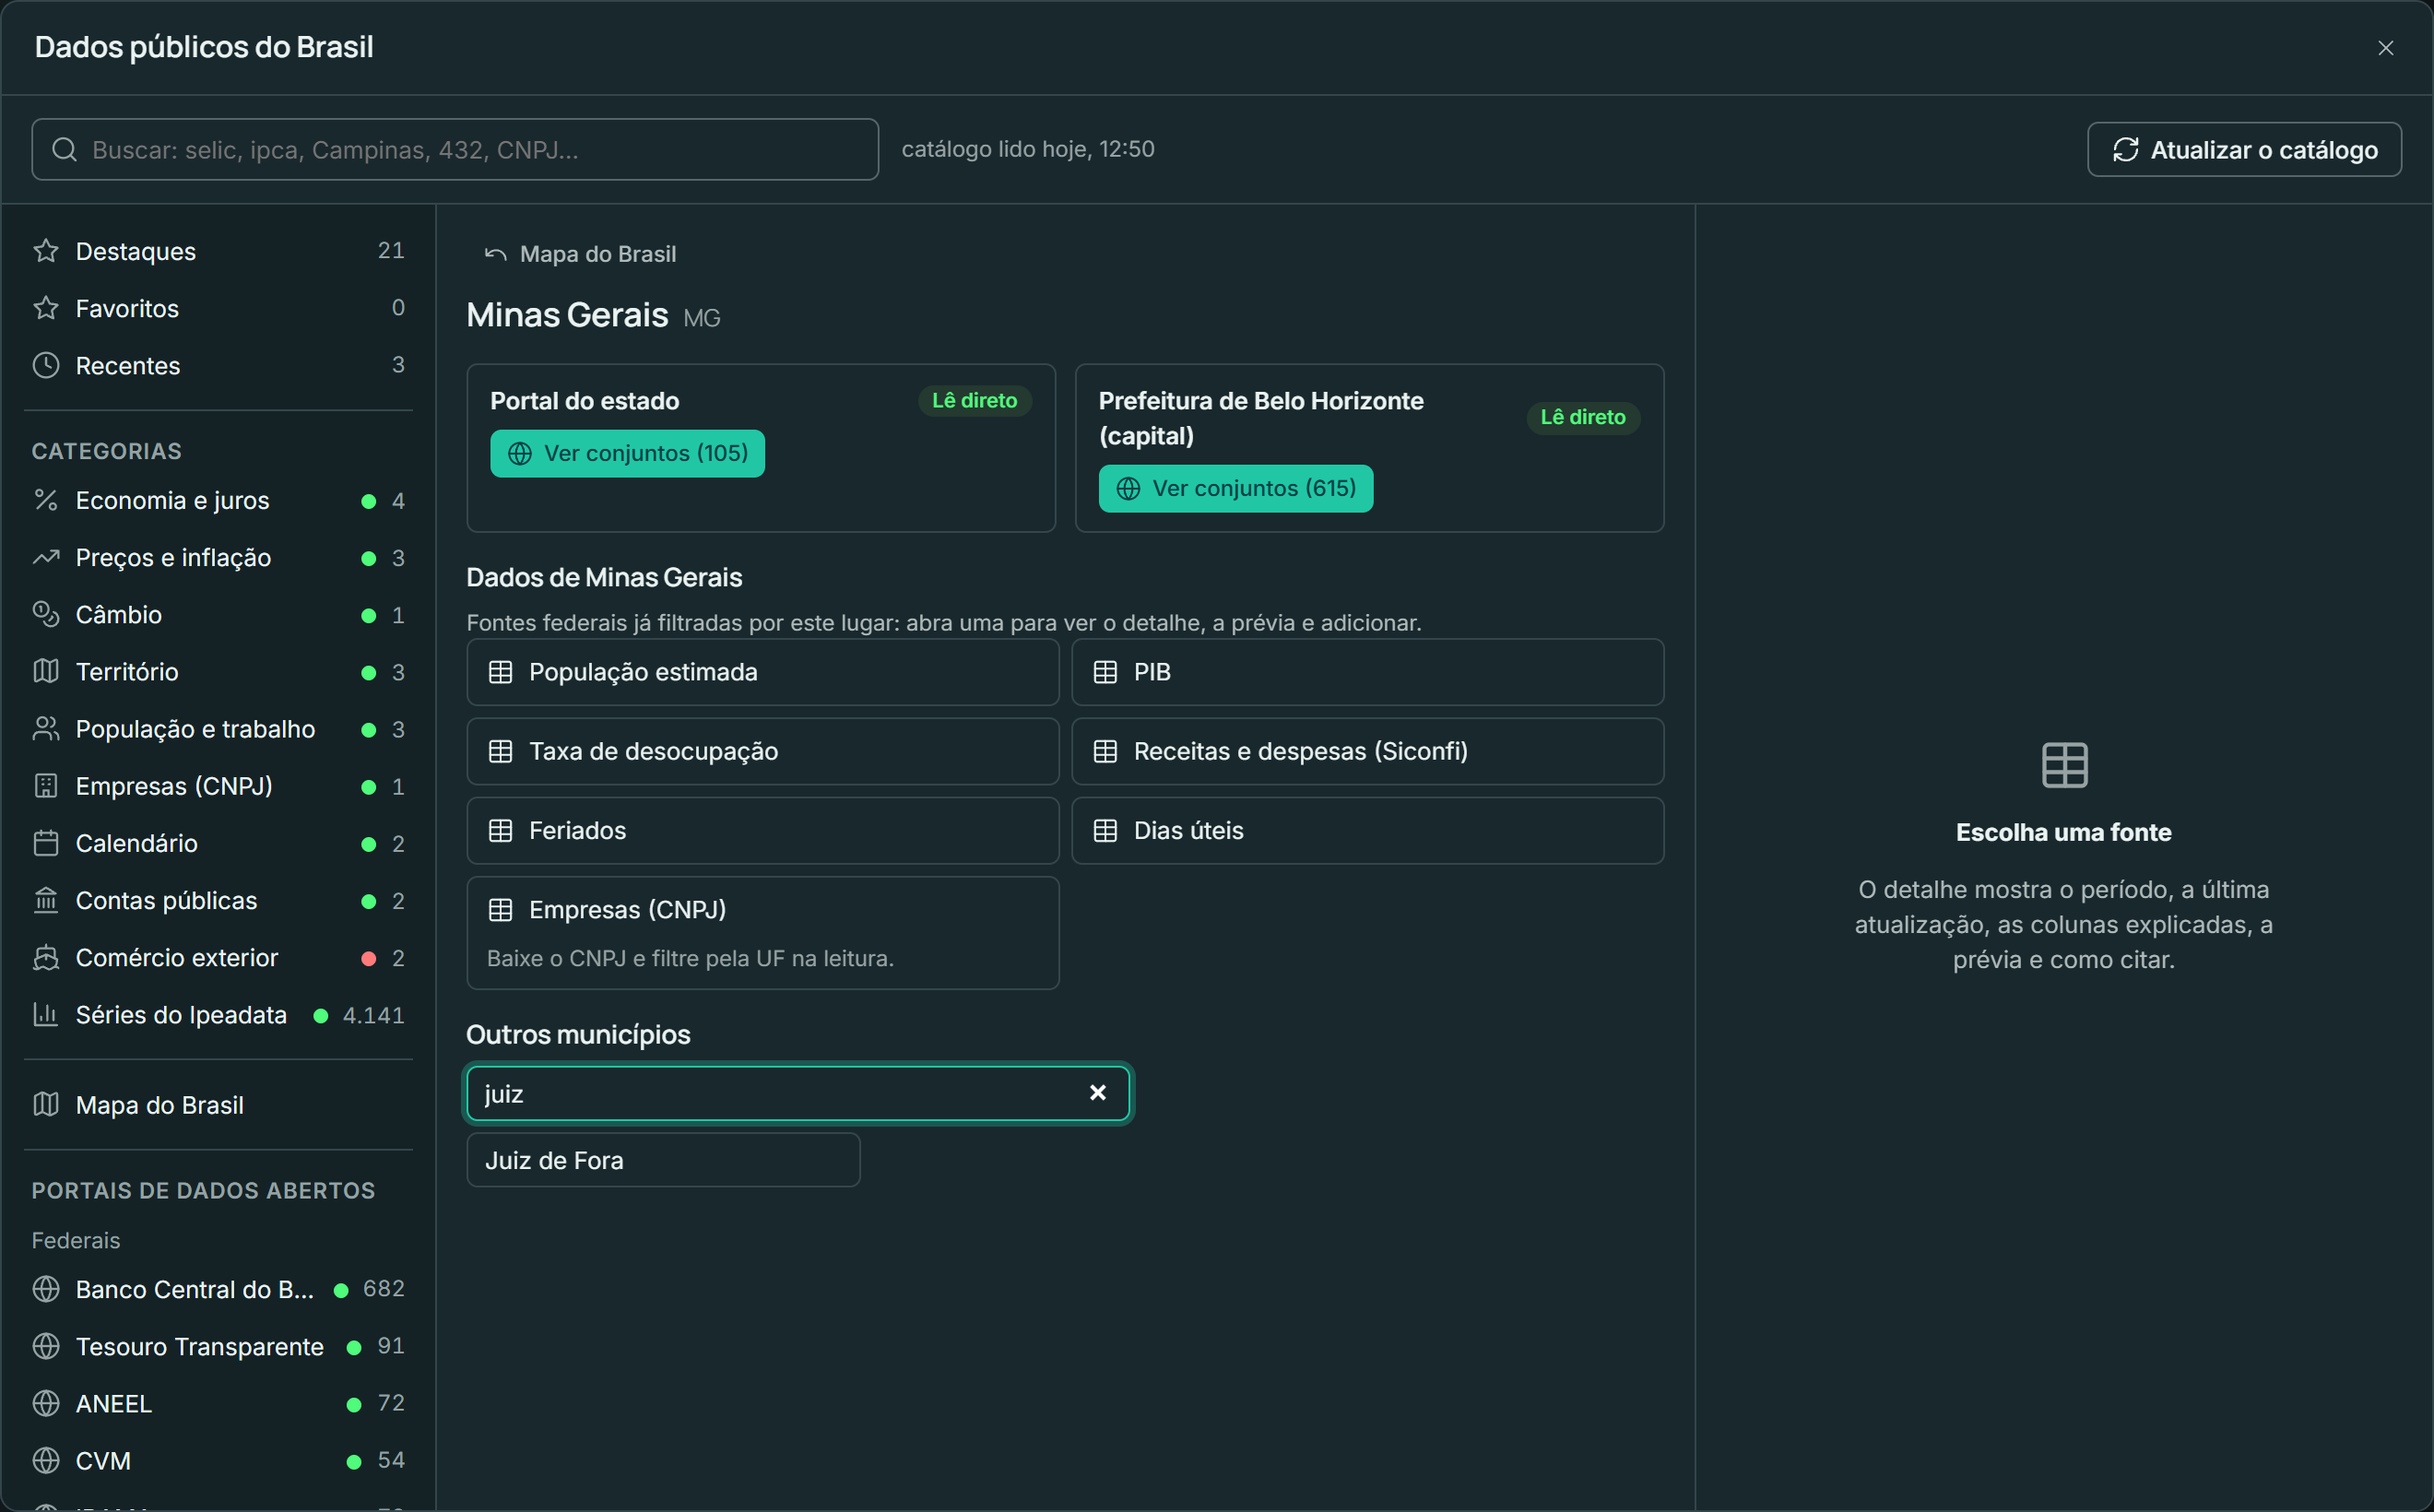 Dados públicos do Brasil
Buscar: selic, ipca, Campinas, 432, CNPJ...
catálogo lido hoje, 12:50
Atualizar o catálogo
Destaques 21
Favoritos 0
Recentes 3
CATEGORIAS
Economia e juros 4
Preços e inflação 3
Câmbio 1
Território 3
População e trabalho 3
Empresas (CNPJ) 1
Calendário 2
Contas públicas 2
Comércio exterior 2
Séries do Ipeadata 4.141
Mapa do Brasil
PORTAIS DE DADOS ABERTOS
Federais
Banco Central do B... 682
Tesouro Transparente 91
ANEEL 72
CVM 54
Mapa do Brasil
Minas Gerais MG
Portal do estado
Lê direto
Ver conjuntos (105)
Prefeitura de Belo Horizonte
(capital)
Lê direto
Ver conjuntos (615)
Dados de Minas Gerais
Fontes federais já filtradas por este lugar: abra uma para ver o detalhe, a prévia e adicionar.
População estimada
PIB
Taxa de desocupação
Receitas e despesas (Siconfi)
Feriados
Dias úteis
Empresas (CNPJ)
Baixe o CNPJ e filtre pela UF na leitura.
Outros municípios
juiz
Juiz de Fora
Escolha uma fonte
O detalhe mostra o período, a última
atualização, as colunas explicadas, a
prévia e como citar.